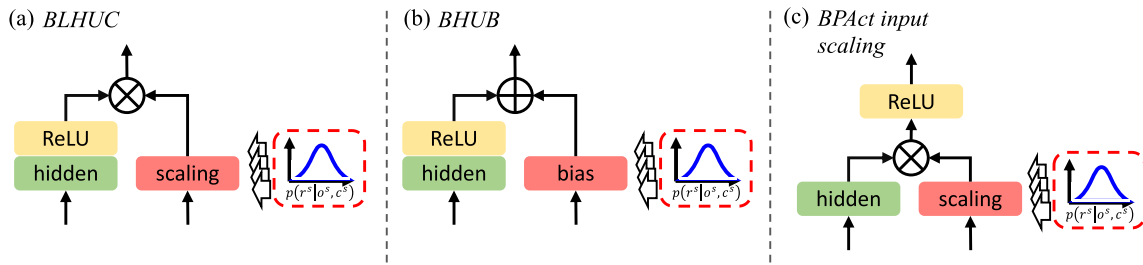 (a) BLHUC
ReLU
hidden
scaling
p(r^s|o^s,c^s)
(b) BHUB
ReLU
hidden
bias
p(r^s|o^s,c^s)
(c) BPAct input
scaling
ReLU
hidden
scaling
p(r^s|o^s,c^s)